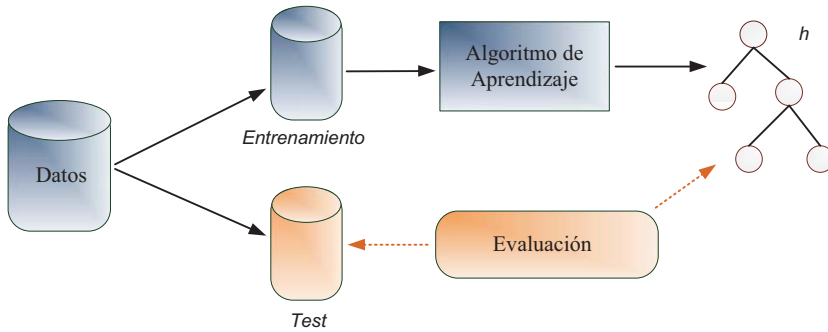 Datos
Entrenamiento
Algoritmo de
Aprendizaje
h
Test
Evaluación